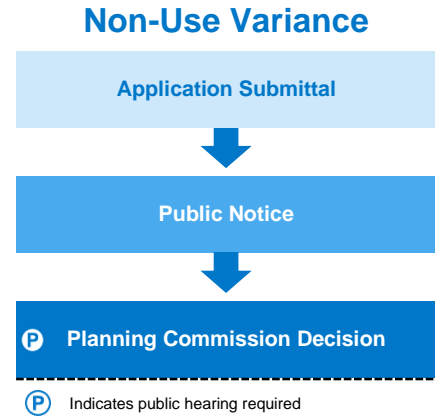 Non-Use Variance
Application Submittal
Public Notice
P Planning Commission Decision
P Indicates public hearing required